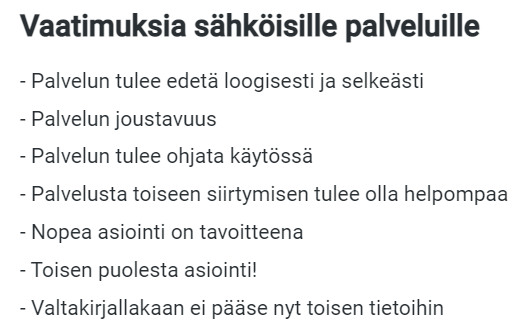 Vaatimuksia sähköisille palveluille
- Palvelun tulee edetä loogisesti ja selkeästi
- Palvelun joustavuus
- Palvelun tulee ohjata käytössä
- Palvelusta toiseen siirtymisen tulee olla helpompaa
- Nopea asiointi on tavoitteena
- Toisen puolesta asiointi!
- Valtakirjallakaan ei pääse nyt toisen tietoihin